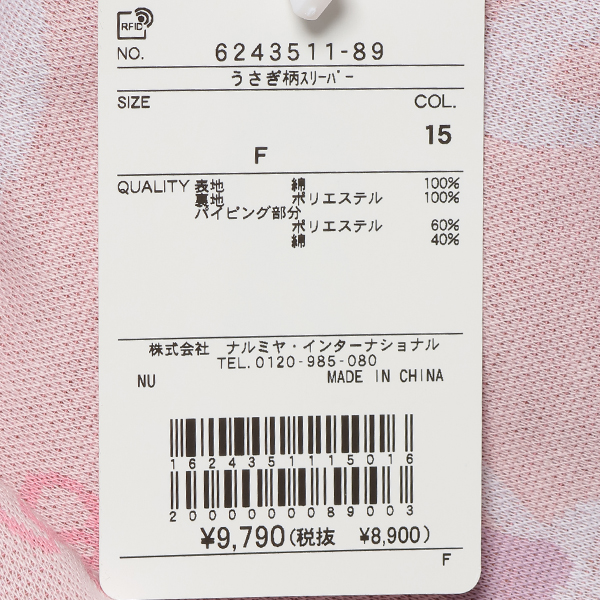 RFID
NO. 6243511-89
うさぎ柄ｽﾘｰﾊﾟｰ
SIZE COL.
15
F
QUALITY 表地 綿 100%
裏地 ポリエステル 100%
パイピング部分
ポリエステル 60%
綿 40%
株式会社 ナルミヤ・インターナショナル
TEL.0120-985-080
NU MADE IN CHINA
1624351115016
2000000089003
¥9,790(税抜 ¥8,900)
F